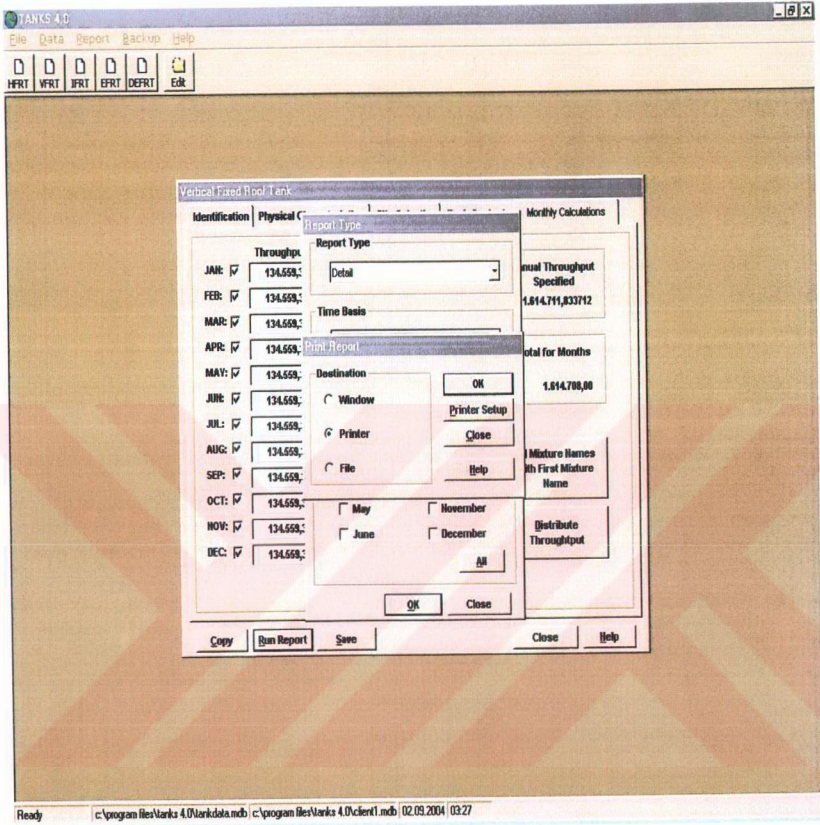 TANKS 4.0
File Data Report Backup Help
HFRT VFRT IFRT EFRT DEFRT Edit
Vertical Fixed Roof Tank
Identification Physical Monthly Calculations
Report Type
Report Type
Detail
Time Basis
JAN: 134.559,
FEB: 134.559,
MAR: 134.559,
APR: 134.559,
MAY: 134.559,
JUN: 134.559,
JUL: 134.559,
AUG: 134.559,
SEP: 134.559,
OCT: 134.559,
NOV: 134.559,
DEC: 134.559,
Specified
1.614.711,833712
for Months
1.614.708,00
Print Report
Destination
Window
Printer
File
OK
Printer Setup
Close
Help
Mixture Names
First Mixture
Name
Distribute
Throughtput
May November
June December
All
OK Close
Copy Run Report Save Close Help
Ready c:\program files\tanks 4.0\tankdata.mdb c:\program files\tanks 4.0\client1.mdb 02.09.2004 03:27